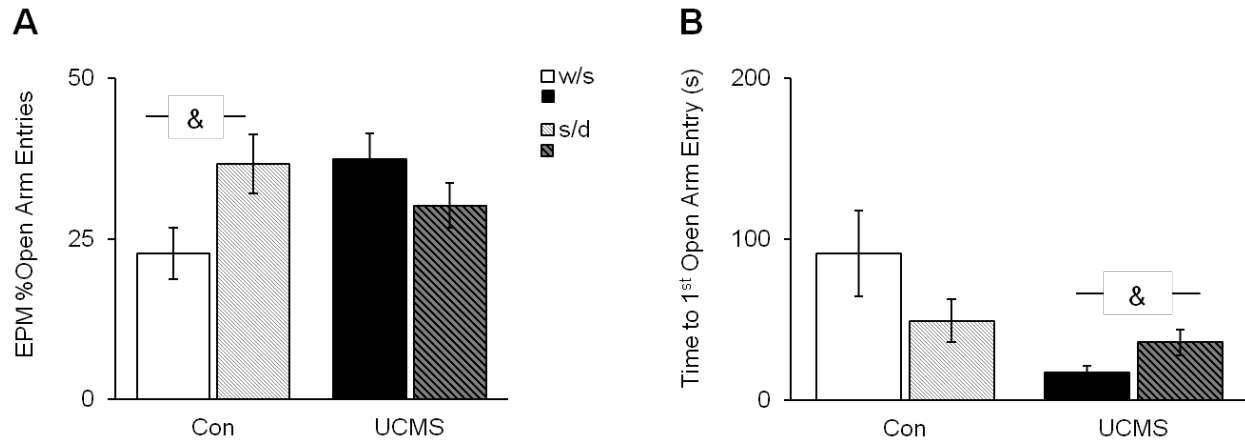 A
EPM %Open Arm Entries
50
25
0
&
Con
UCMS
w/s
s/d
B
Time to 1st Open Arm Entry (s)
200
100
0
&
Con
UCMS